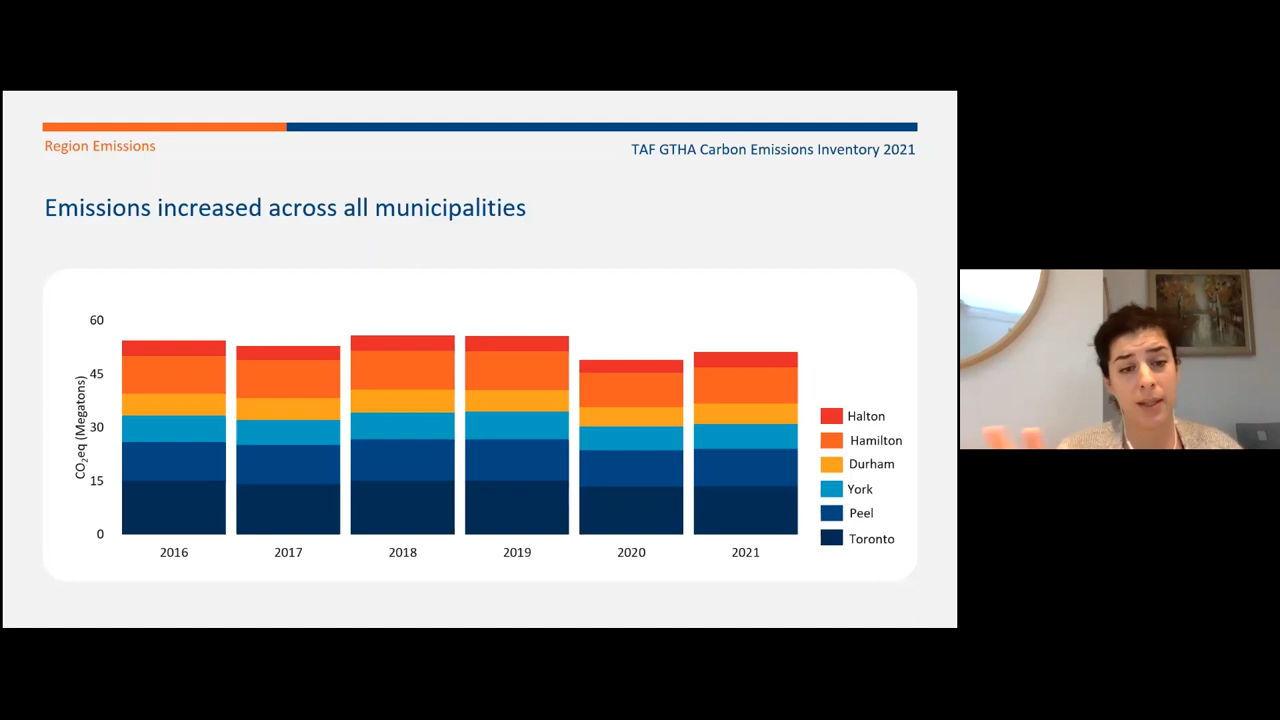 Region Emissions
TAF GTHA Carbon Emissions Inventory 2021
Emissions increased across all municipalities
60
45
30
15
0
CO2eq (Megatons)
2016
2017
2018
2019
2020
2021
Halton
Hamilton
Durham
York
Peel
Toronto